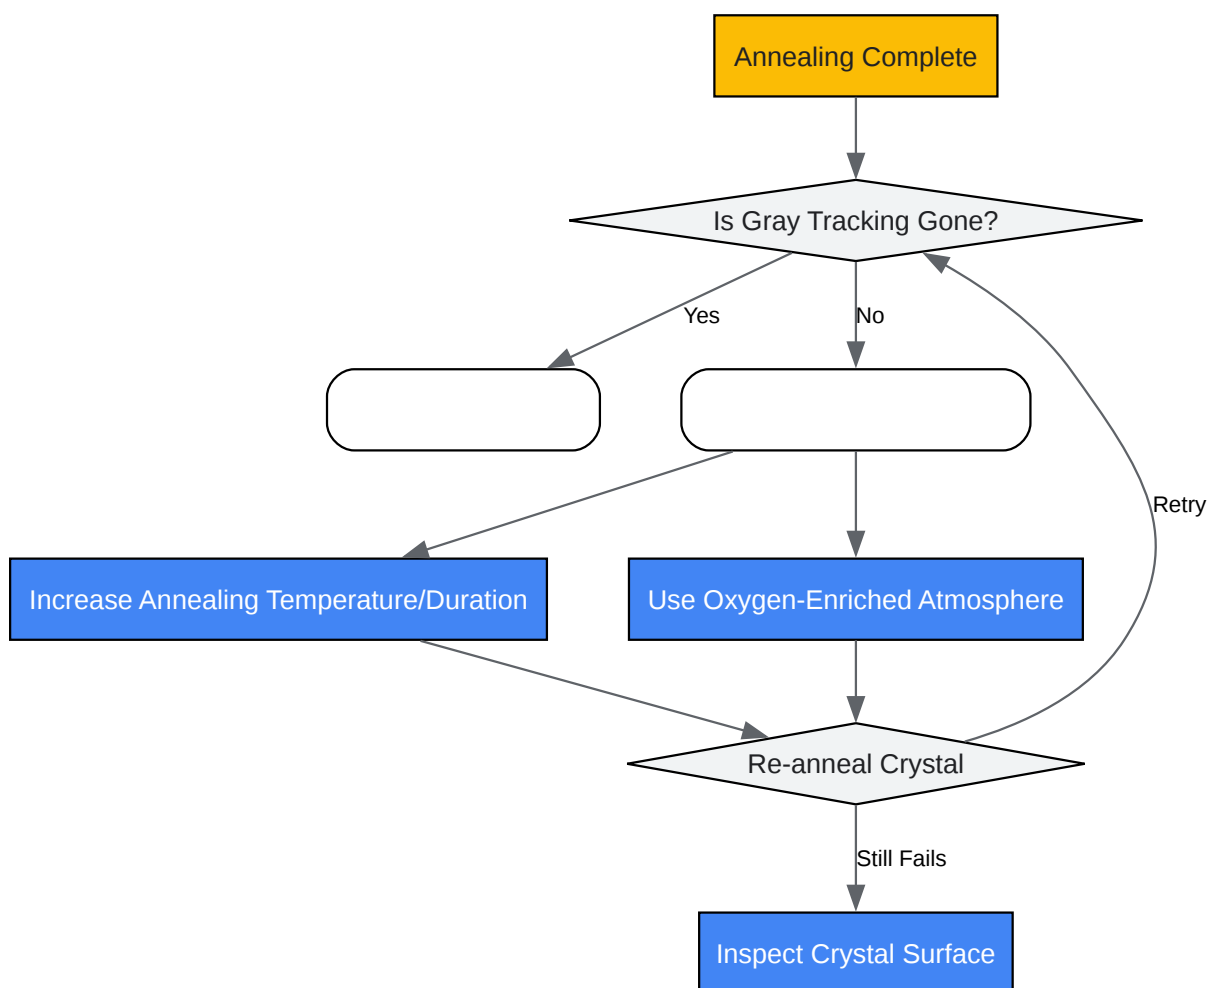 Annealing Complete
Is Gray Tracking Gone?
Yes
No
Retry
Increase Annealing Temperature/Duration
Use Oxygen-Enriched Atmosphere
Re-anneal Crystal
Still Fails
Inspect Crystal Surface